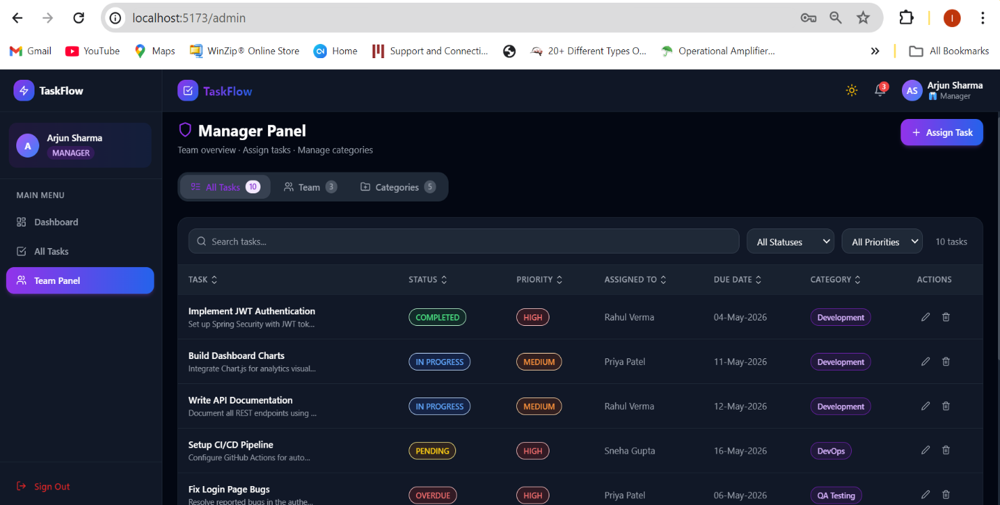 localhost:5173/admin
I
Gmail YouTube Maps WinZip® Online Store Home Support and Connecti... 20+ Different Types O... Operational Amplifier... All Bookmarks
TaskFlow
TaskFlow
3
AS
Arjun Sharma
Manager
A
Arjun Sharma
MANAGER
MAIN MENU
Dashboard
All Tasks
Team Panel
Sign Out
Manager Panel
Team overview · Assign tasks · Manage categories
+ Assign Task
All Tasks 10 Team 3 Categories 5
Search tasks... All Statuses All Priorities 10 tasks
TASK STATUS PRIORITY ASSIGNED TO DUE DATE CATEGORY ACTIONS
Implement JWT Authentication
Set up Spring Security with JWT tok...
COMPLETED HIGH Rahul Verma 04-May-2026 Development
Build Dashboard Charts
Integrate Chart.js for analytics visual...
IN PROGRESS MEDIUM Priya Patel 11-May-2026 Development
Write API Documentation
Document all REST endpoints using ...
IN PROGRESS MEDIUM Rahul Verma 12-May-2026 Development
Setup CI/CD Pipeline
Configure GitHub Actions for auto...
PENDING HIGH Sneha Gupta 16-May-2026 DevOps
Fix Login Page Bugs
Resolve reported bugs in the authe...
OVERDUE HIGH Priya Patel 06-May-2026 QA Testing